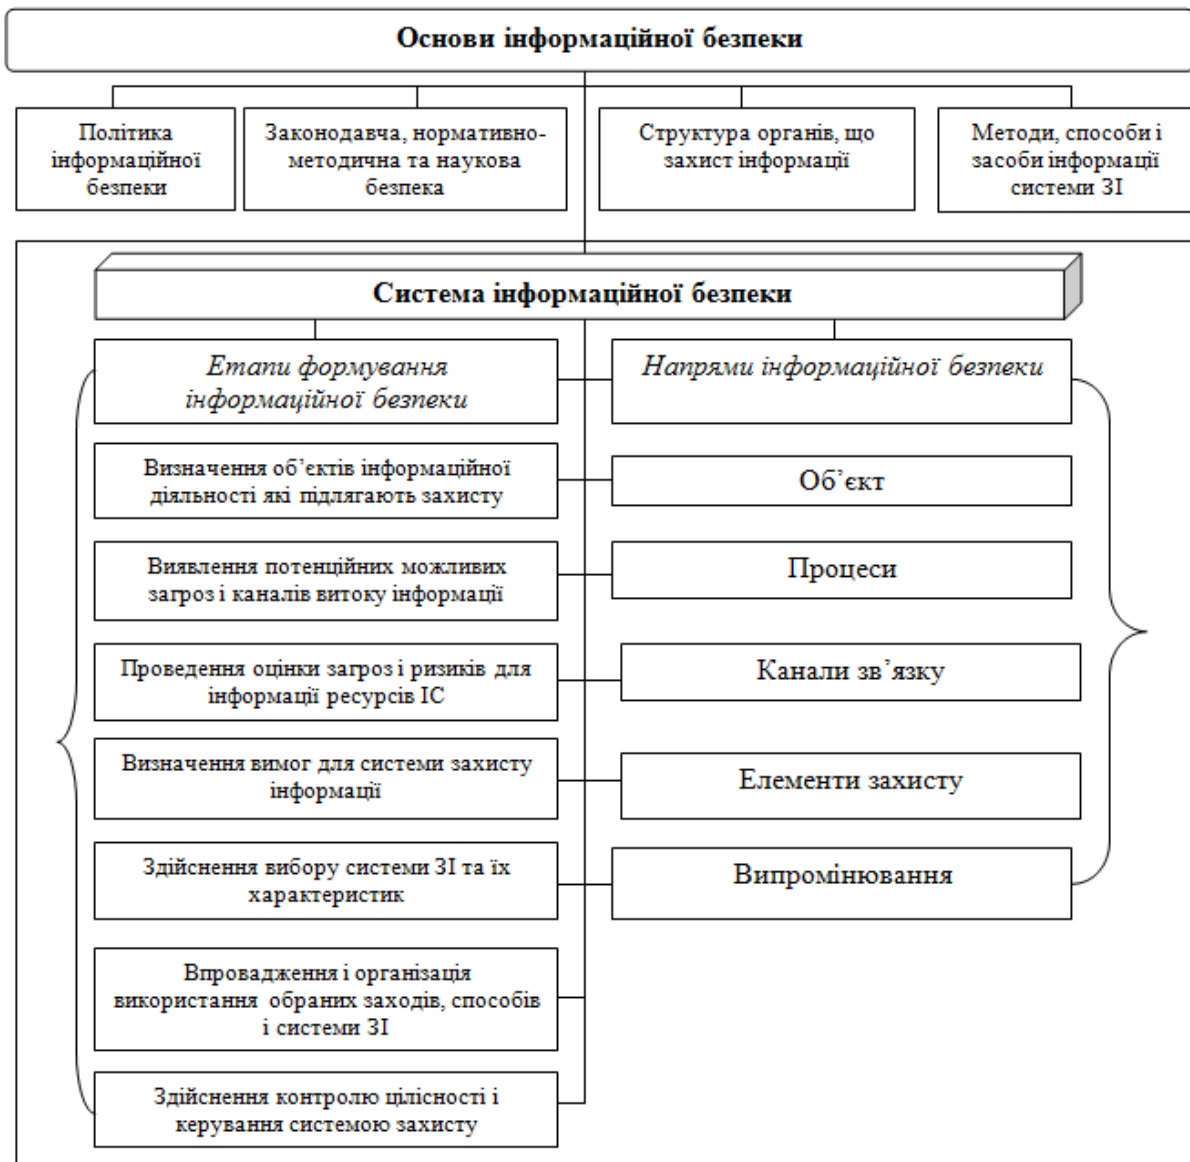 Основи інформаційної безпеки
Політика
інформаційної
безпеки
Законодавча, нормативно-
методична та наукова
безпека
Структура органів, що
захист інформації
Методи, способи і
засоби інформації
системи ЗІ
Система інформаційної безпеки
Етапи формування
інформаційної безпеки
Напрями інформаційної безпеки
Визначення об’єктів інформаційної
діяльності які підлягають захисту
Об’єкт
Виявлення потенційних можливих
загроз і каналів витоку інформації
Процеси
Проведення оцінки загроз і ризиків для
інформації ресурсів ІС
Канали зв’язку
Визначення вимог для системи захисту
інформації
Елементи захисту
Здійснення вибору системи ЗІ та їх
характеристик
Випромінювання
Впровадження і організація
використання обраних заходів, способів
і системи ЗІ
Здійснення контролю цілісності і
керування системою захисту